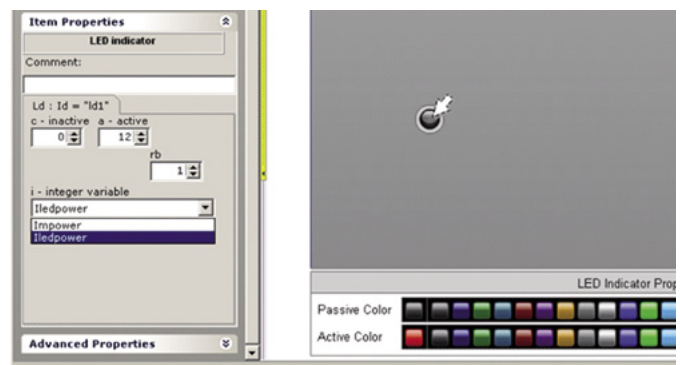 Item Properties
LED indicator
Comment:
Ld : Id = "ld1"
c - inactive a - active
0 12
rb
1
i - integer variable
Iledpower
Impower
Iledpower
Advanced Properties
LED Indicator Prop
Passive Color
Active Color